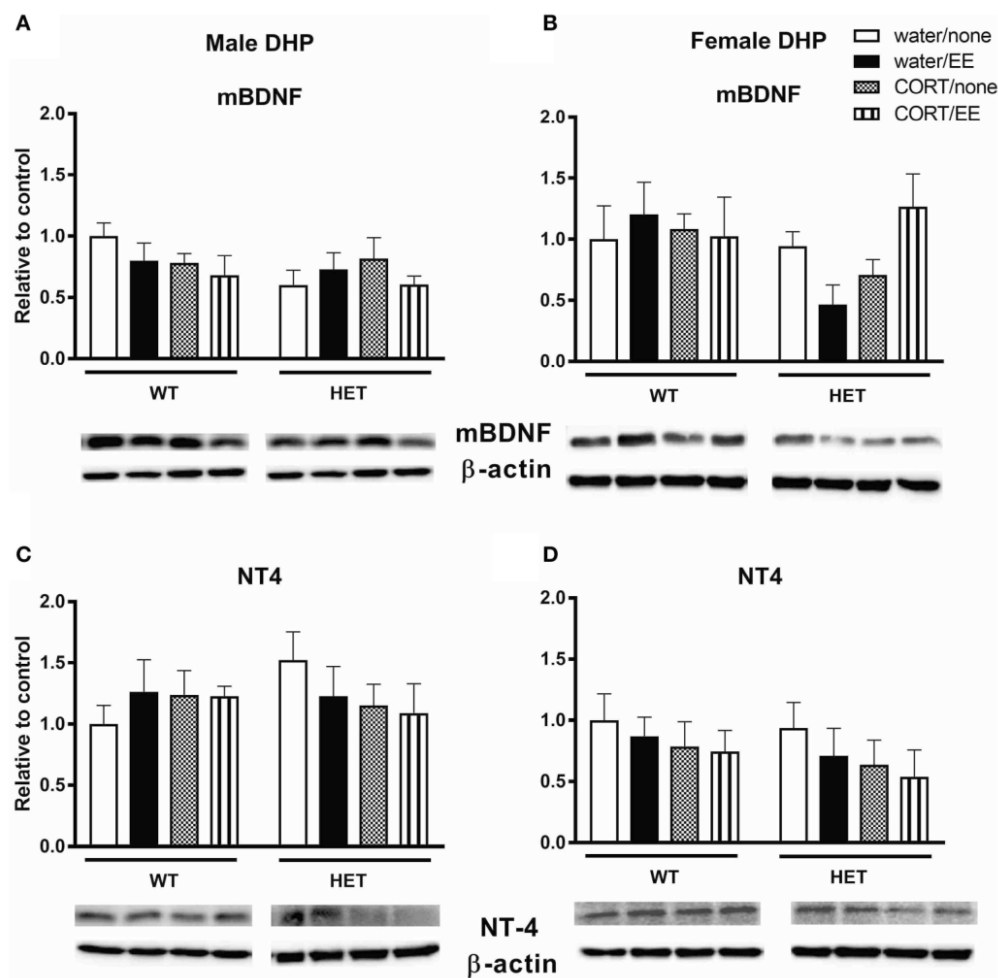 A
Male DHP
mBDNF
Relative to control
2.0
1.5
1.0
0.5
0.0
WT
HET
B
Female DHP
mBDNF
water/none
water/EE
CORT/none
CORT/EE
2.0
1.5
1.0
0.5
0.0
WT
HET
mBDNF
β-actin
C
NT4
Relative to control
2.0
1.5
1.0
0.5
0.0
WT
HET
D
NT4
2.0
1.5
1.0
0.5
0.0
WT
HET
NT-4
β-actin